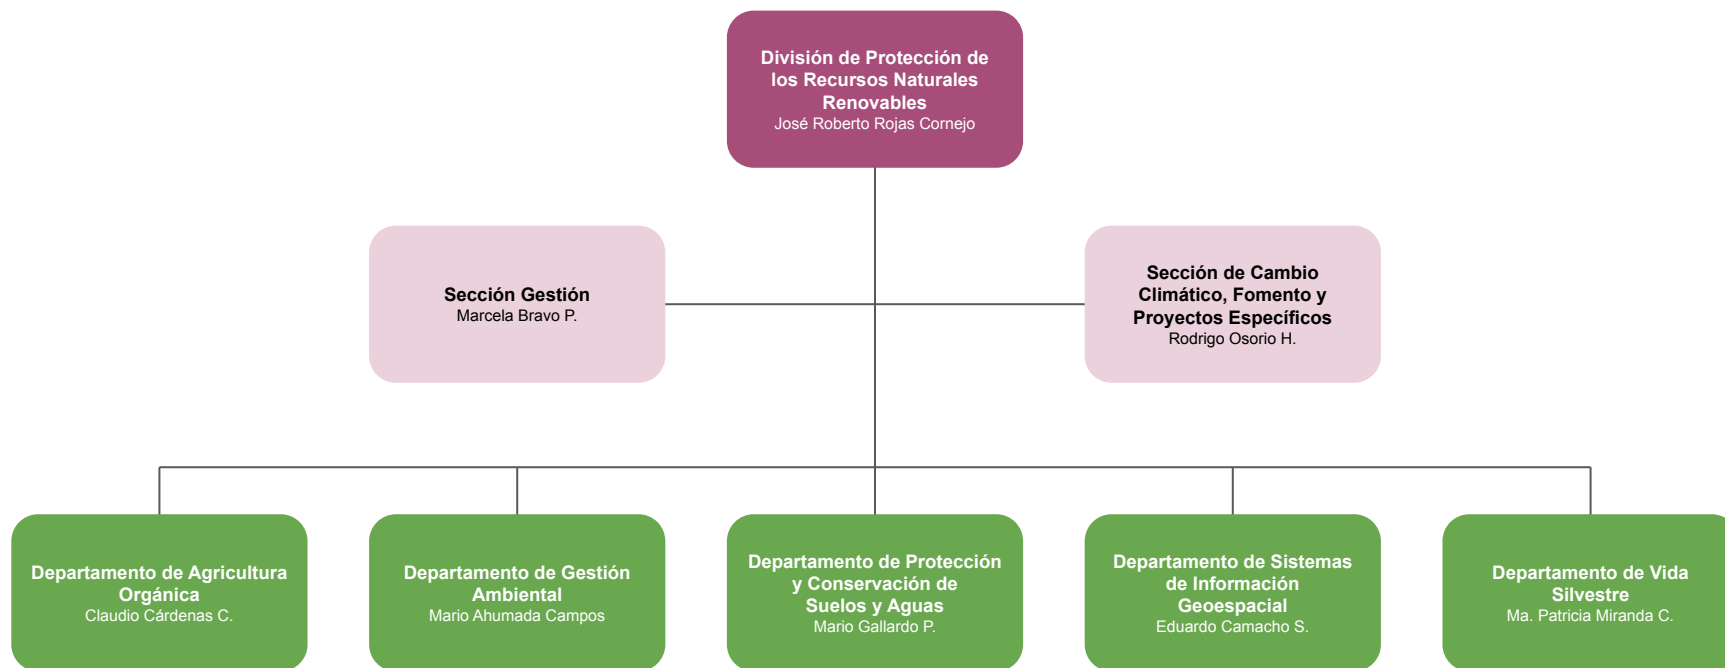 División de Protección de
los Recursos Naturales
Renovables
José Roberto Rojas Cornejo
Sección Gestión
Marcela Bravo P.
Sección de Cambio
Climático, Fomento y
Proyectos Específicos
Rodrigo Osorio H.
Departamento de Agricultura
Orgánica
Claudio Cárdenas C.
Departamento de Gestión
Ambiental
Mario Ahumada Campos
Departamento de Protección
y Conservación de
Suelos y Aguas
Mario Gallardo P.
Departamento de Sistemas
de Información
Geoespacial
Eduardo Camacho S.
Departamento de Vida
Silvestre
Ma. Patricia Miranda C.